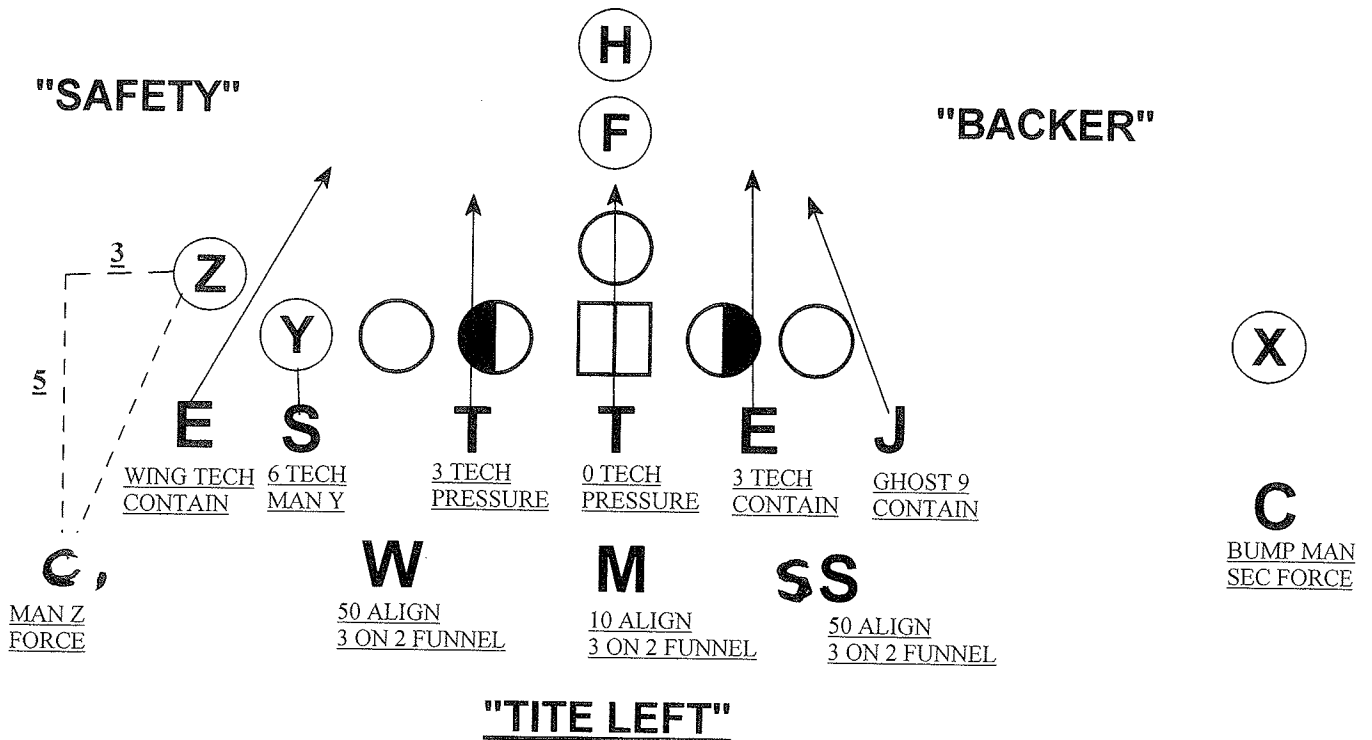 H
"SAFETY"
"BACKER"
F
3
Z
Y
X
5
E
S
T
T
E
J
WING TECH
CONTAIN
6 TECH
MAN Y
3 TECH
PRESSURE
0 TECH
PRESSURE
3 TECH
CONTAIN
GHOST 9
CONTAIN
C
BUMP MAN
SEC FORCE
C,
MAN Z
FORCE
W
50 ALIGN
3 ON 2 FUNNEL
M
10 ALIGN
3 ON 2 FUNNEL
SS
50 ALIGN
3 ON 2 FUNNEL
"TITE LEFT"